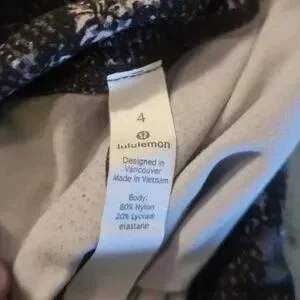 4
lululemon
Designed in
Vancouver
Made in Vietnam
Body:
80% Nylon
20% Lycra®
elastane